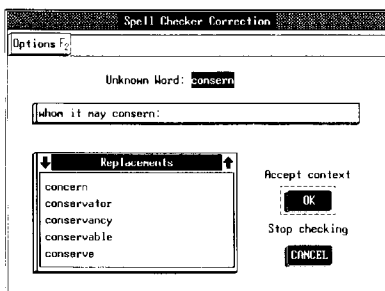 Spell Checker Correction
Options F2
Unknown Word: consern
whom it may consern:
Replacements
concern
conservator
conservancy
conservable
conserve
Accept context
OK
Stop checking
CANCEL